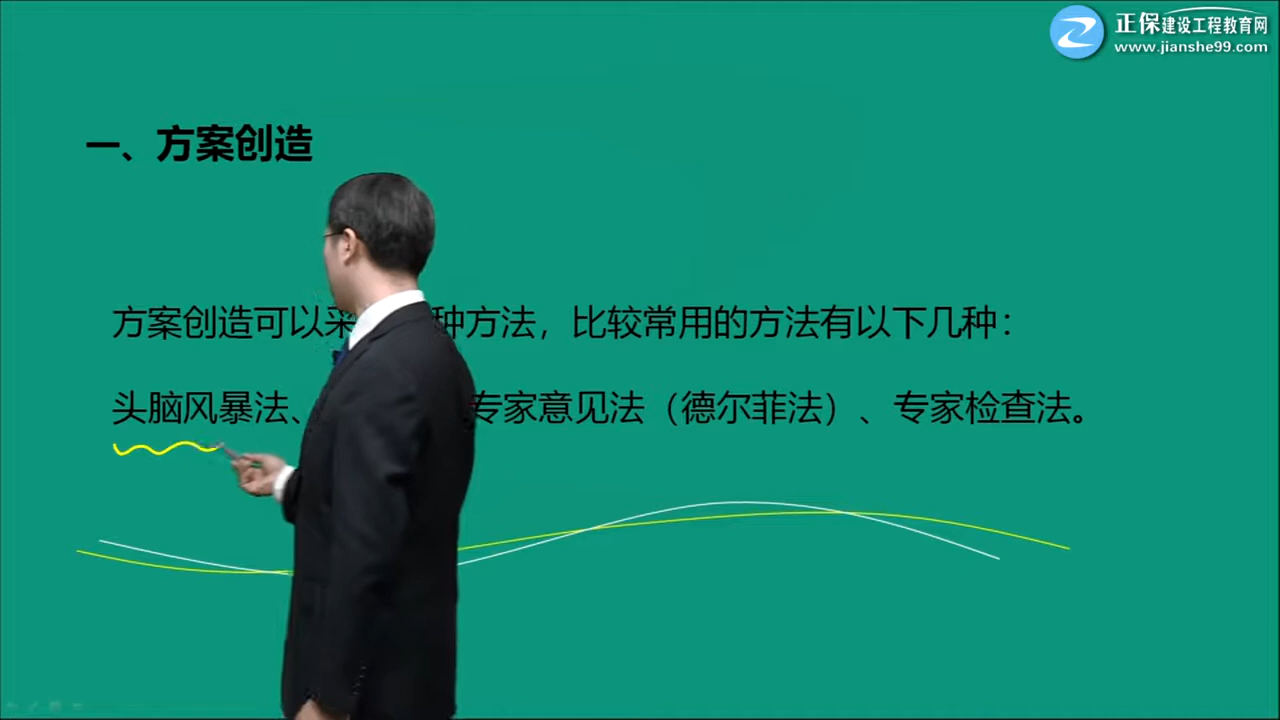 正保建设工程教育网
www.jianshe99.com
一、方案创造
方案创造可以采 种方法，比较常用的方法有以下几种：
头脑风暴法、 专家意见法（德尔菲法）、专家检查法。